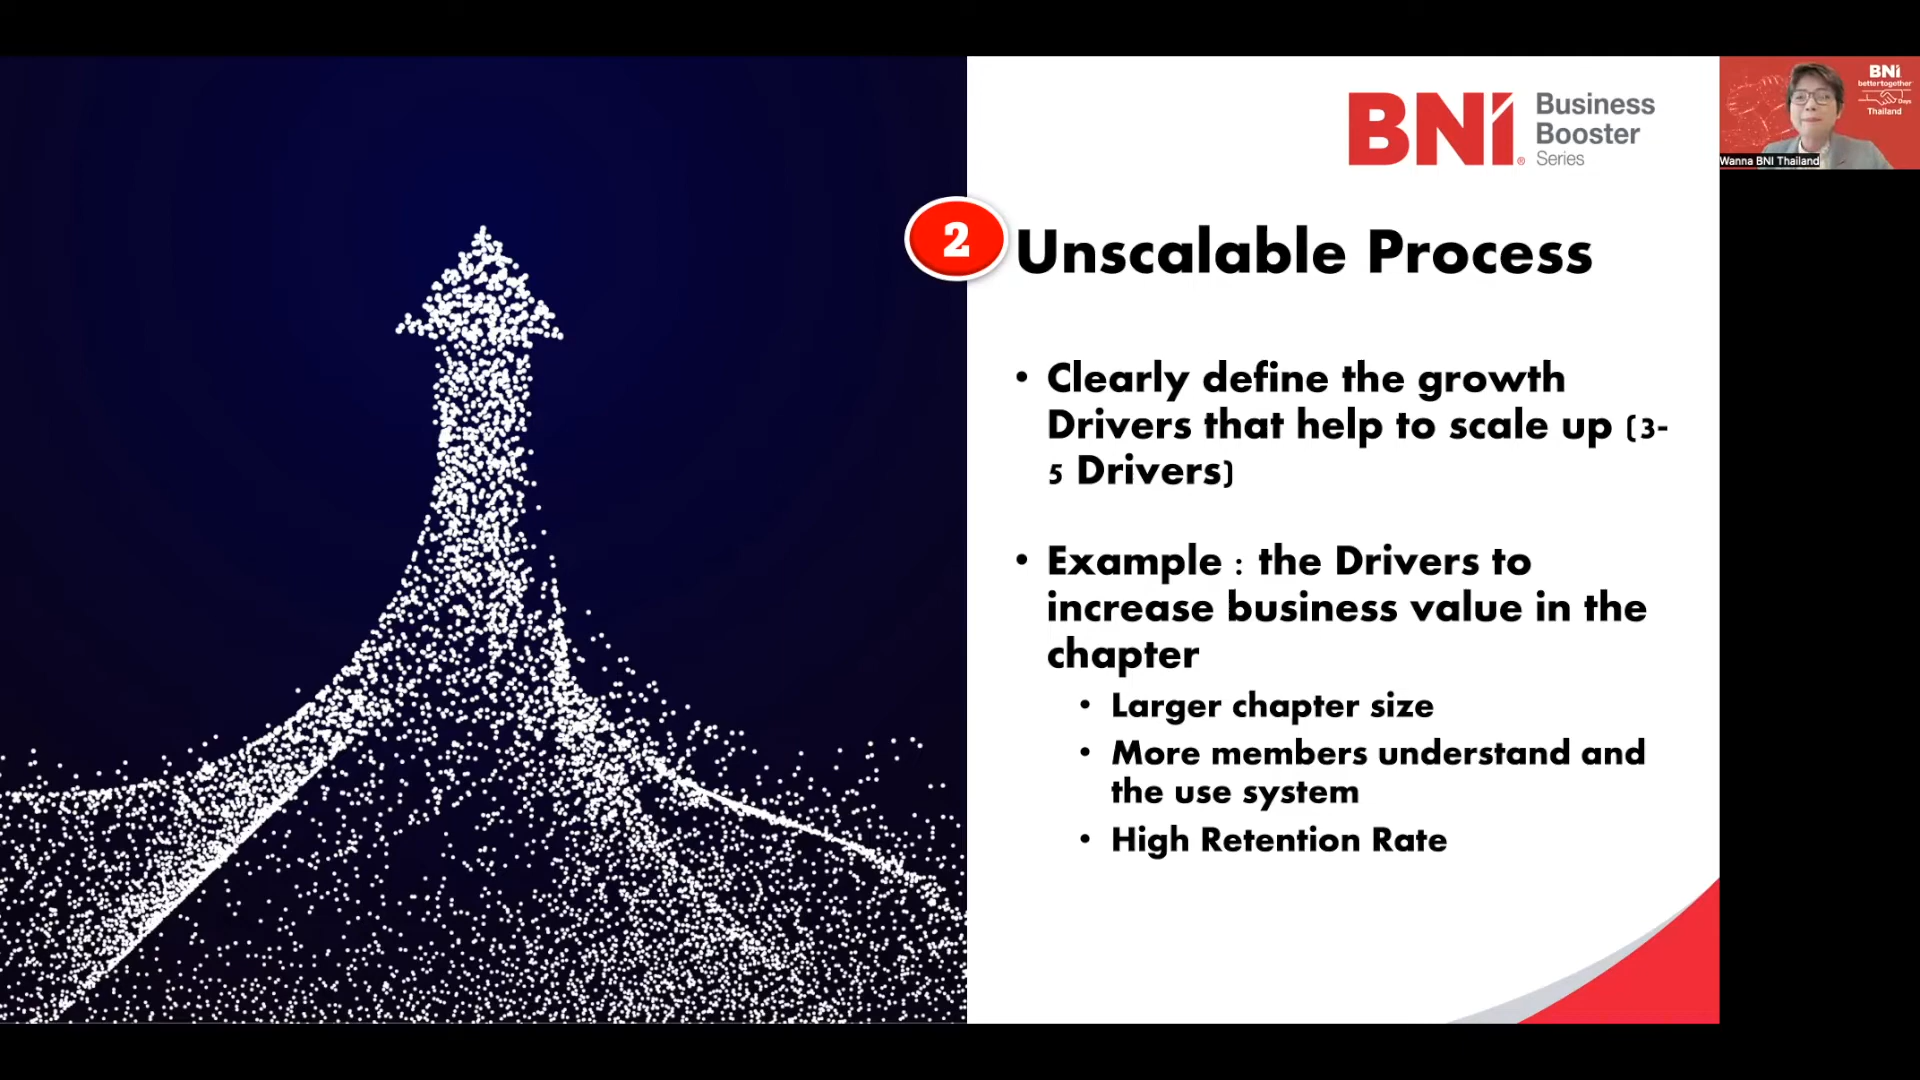 BNI® Business
Booster
Series
2
Unscalable Process
• Clearly define the growth
Drivers that help to scale up (3-
5 Drivers)
• Example : the Drivers to
increase business value in the
chapter
• Larger chapter size
• More members understand and
the use system
• High Retention Rate
BNI
bettertogether
Days
Thailand
Wanna BNI Thailand